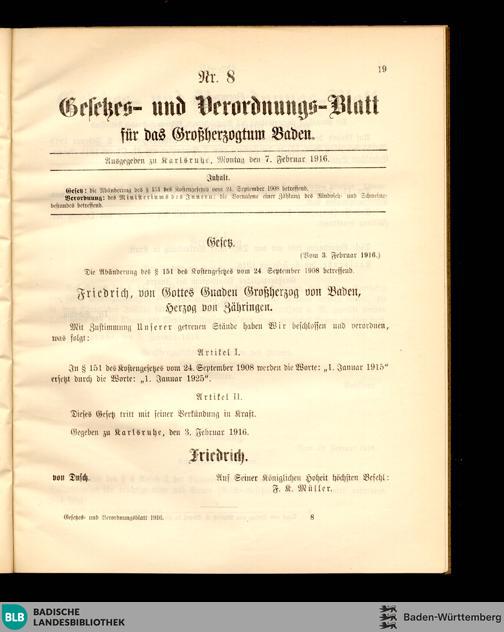 19
Nr. 8
Gesetzes- und Verordnungs-Blatt
für das Großherzogtum Baden.
Ausgegeben zu Karlsruhe, Montag den 7. Februar 1916.
Inhalt.
Gesetz: die Abänderung des § 151 des Kostengesetzes vom 24. September 1908 betreffend.
Verordnung: des Ministeriums des Innern: die Vornahme einer Zählung des Rindvieh- und Schweine-
bestandes betreffend.
Gesetz.
(Vom 3. Februar 1916.)
Die Abänderung des § 151 des Kostengesetzes vom 24 September 1908 betreffend.
Friedrich, von Gottes Gnaden Großherzog von Baden,
Herzog von Zähringen.
Mit Zustimmung Unserer getreuen Stände haben Wir beschlossen und verordnen,
was folgt:
Artikel I.
In § 151 des Kostengesetzes vom 24. September 1908 werden die Worte: „1. Januar 1915“
ersetzt durch die Worte: „1. Januar 1925“.
Artikel II.
Dieses Gesetz tritt mit seiner Verkündung in Kraft.
Gegeben zu Karlsruhe, den 3. Februar 1916.
Friedrich.
von Dusch.
Auf Seiner Königlichen Hoheit höchsten Befehl:
F. K. Müller.
Gesetzes- und Verordnungsblatt 1916.
8
BLB
BADISCHE
LANDESBIBLIOTHEK
Baden-Württemberg